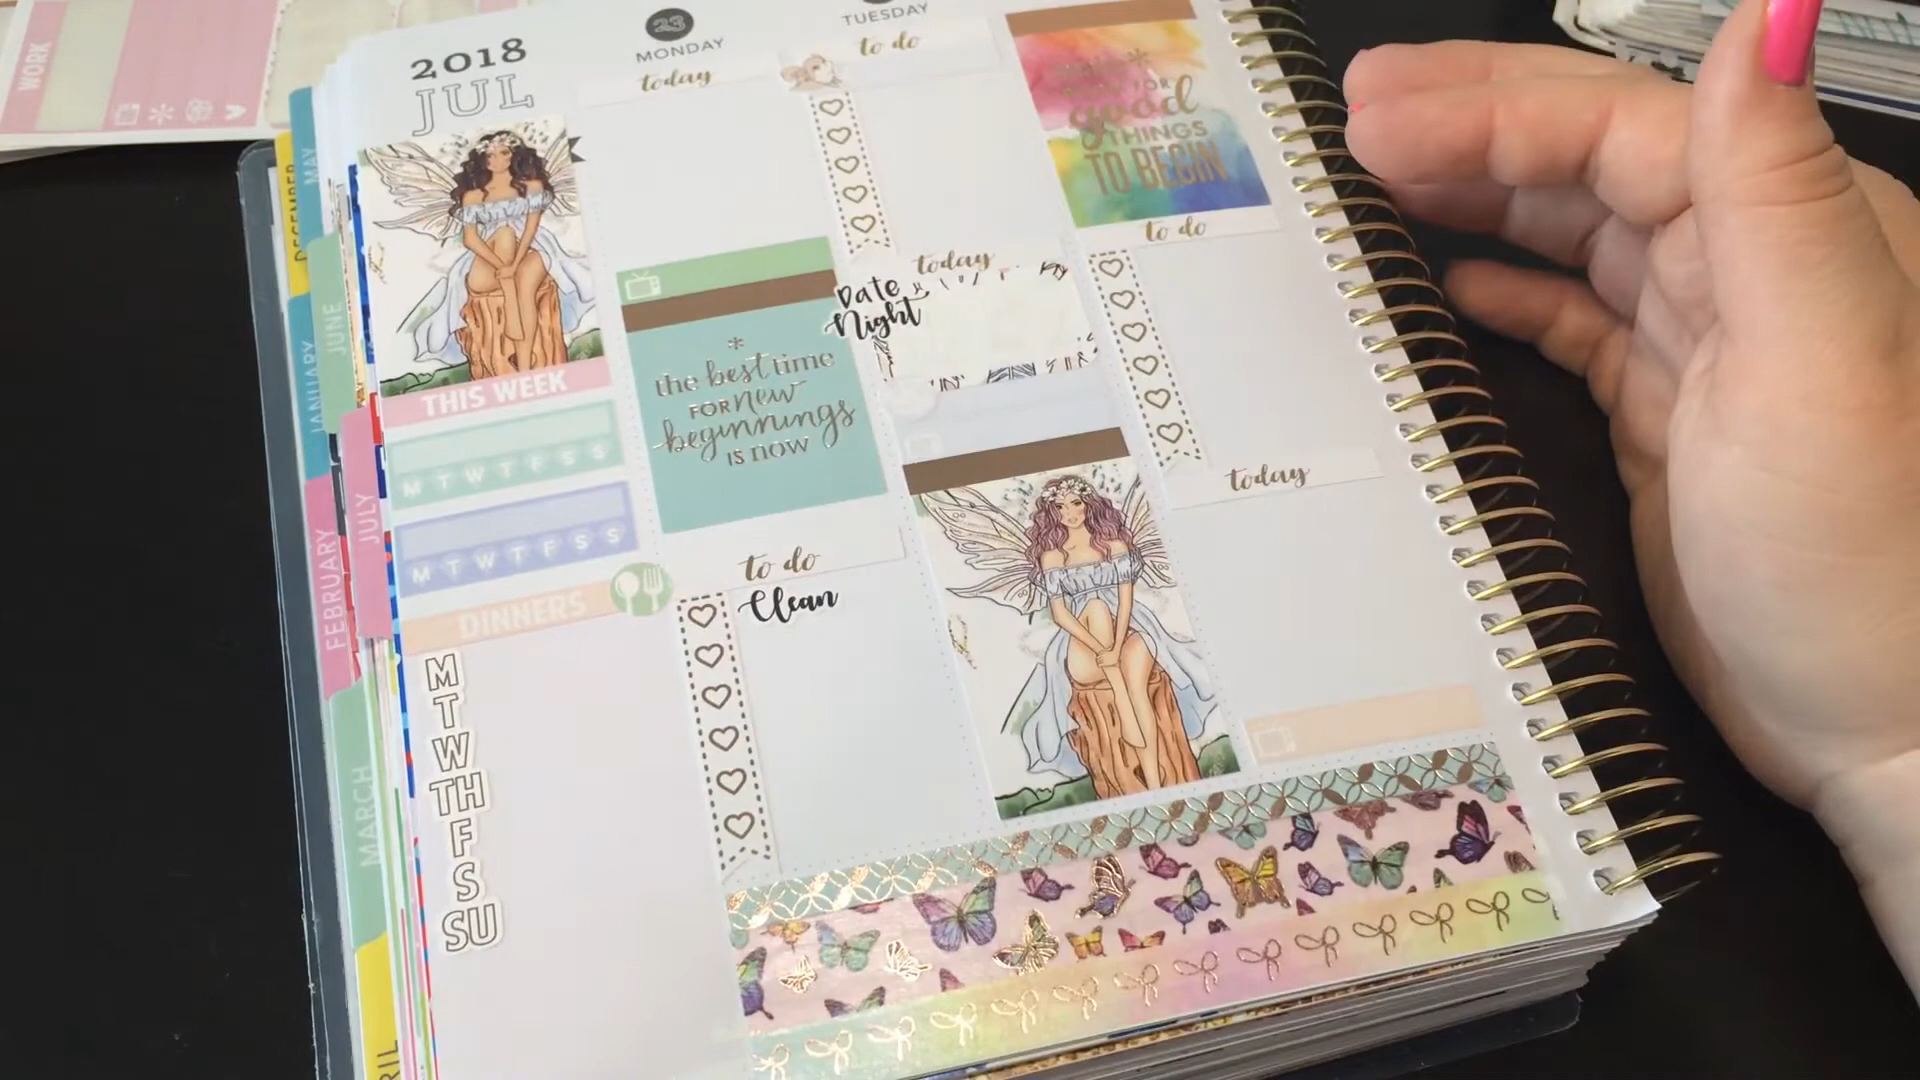 WORK
2018
JUL
23
MONDAY
TUESDAY
today
to do
FOR
good
THINGS
TO BEGIN
to do
today
Date
Night
THIS WEEK
M T W T F S S
M T W T F S S
DINNERS
M
T
W
TH
F
S
SU
*
the best time
FOR new
beginnings
IS NOW
to do
Clean
today
DECEMBER
MAY
JUNE
JANUARY
JULY
FEBRUARY
MARCH
RIL